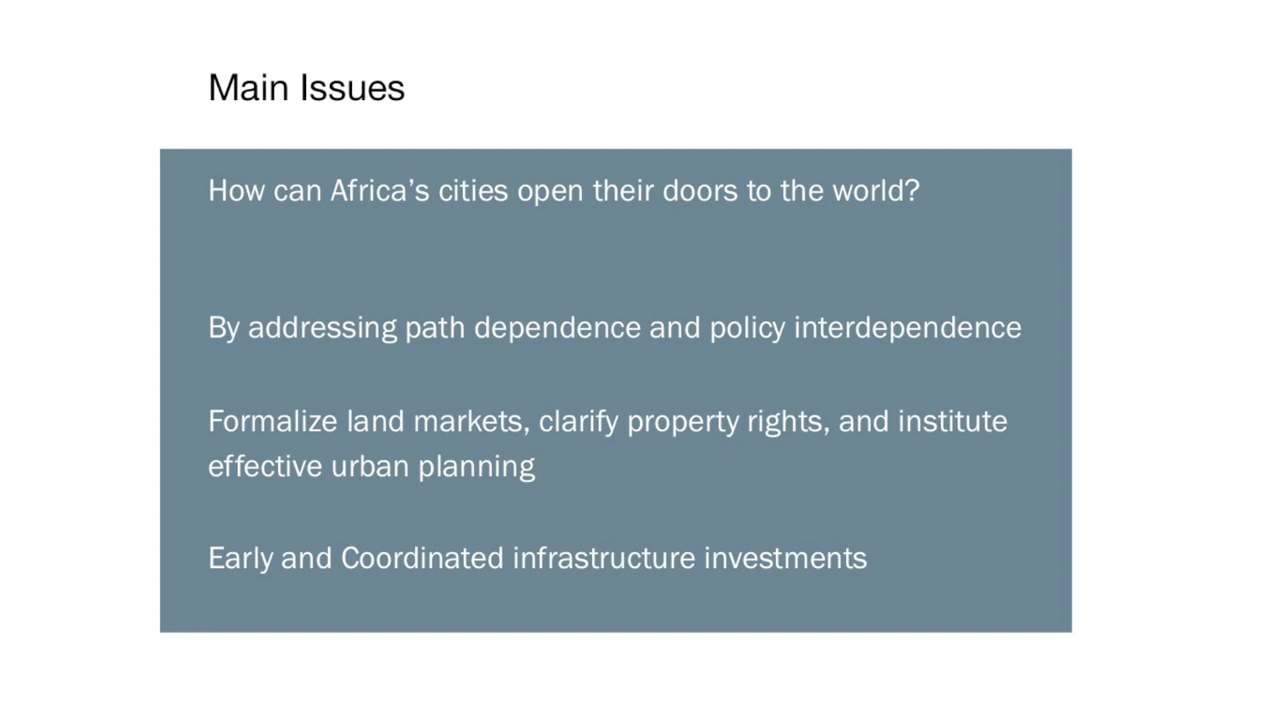 Main Issues
How can Africa’s cities open their doors to the world?
By addressing path dependence and policy interdependence
Formalize land markets, clarify property rights, and institute
effective urban planning
Early and Coordinated infrastructure investments